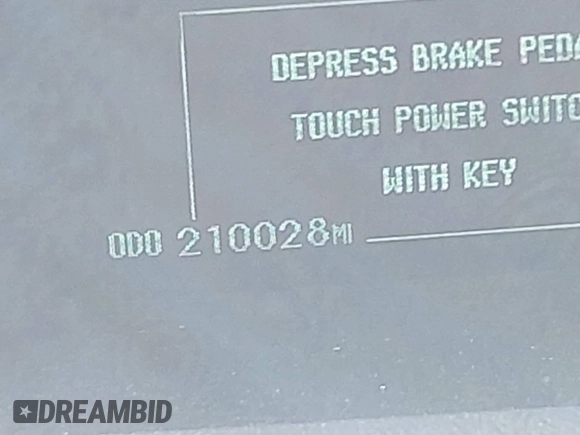 DEPRESS BRAKE
TOUCH POWER
WITH KEY
ODO 210028MI
DREAMBID